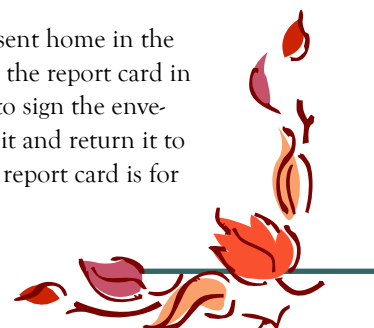 sent home in the
the report card in
to sign the enve-
it and return it to
report card is for